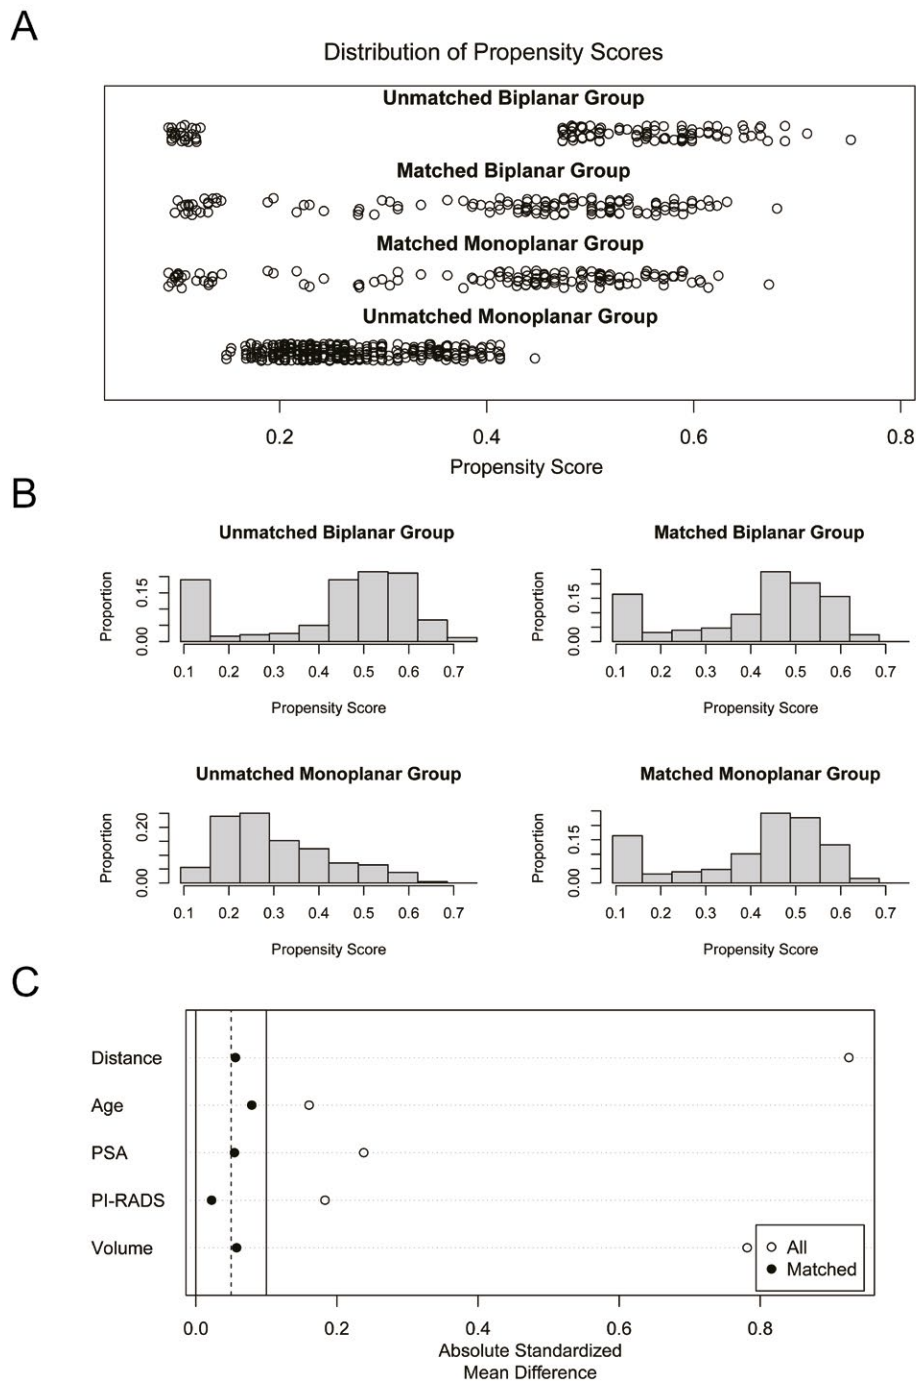 A
Distribution of Propensity Scores
Unmatched Biplanar Group
Matched Biplanar Group
Matched Monoplanar Group
Unmatched Monoplanar Group
0.2 0.4 0.6 0.8
Propensity Score
B
Unmatched Biplanar Group
Proportion
0.00 0.15
0.1 0.2 0.3 0.4 0.5 0.6 0.7
Propensity Score
Matched Biplanar Group
Proportion
0.00 0.15
0.1 0.2 0.3 0.4 0.5 0.6 0.7
Propensity Score
Unmatched Monoplanar Group
Proportion
0.00 0.20
0.1 0.2 0.3 0.4 0.5 0.6 0.7
Propensity Score
Matched Monoplanar Group
Proportion
0.00 0.15
0.1 0.2 0.3 0.4 0.5 0.6 0.7
Propensity Score
C
Distance
Age
PSA
PI-RADS
Volume
All
Matched
0.0 0.2 0.4 0.6 0.8
Absolute Standardized
Mean Difference